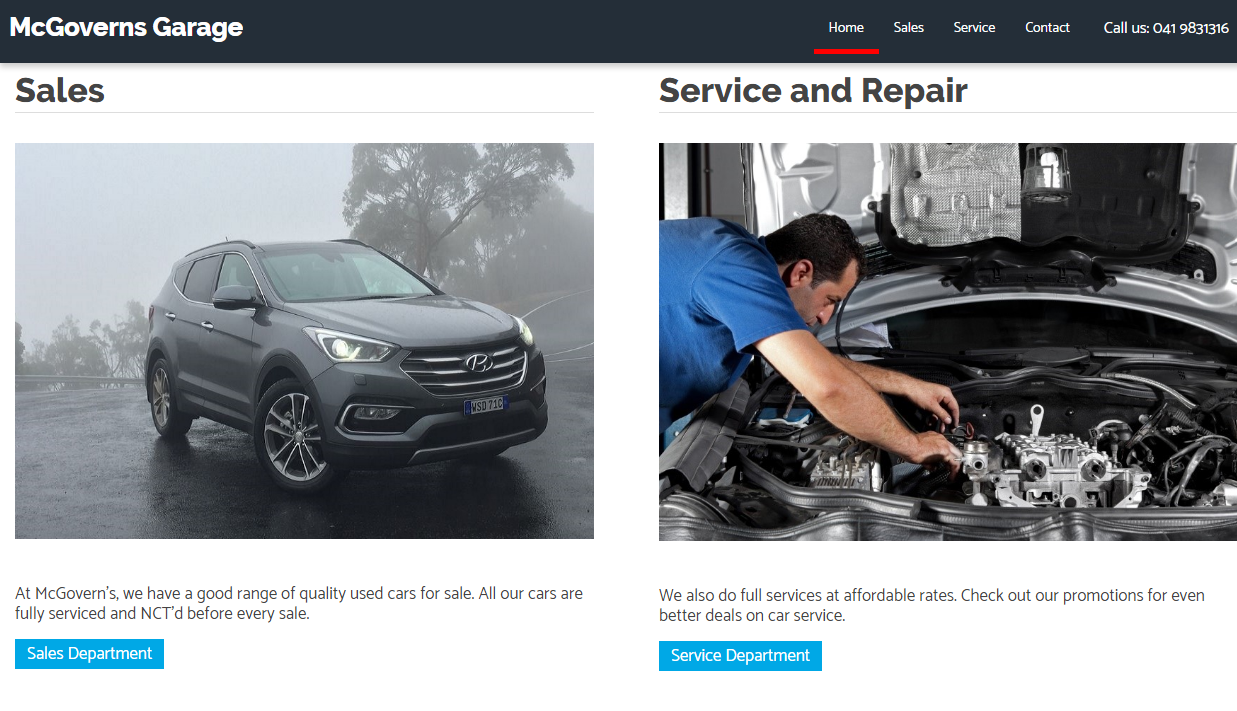 McGoverns Garage
Home Sales Service Contact Call us: 041 9831316
Sales
WSD 71C
At McGovern's, we have a good range of quality used cars for sale. All our cars are
fully serviced and NCT'd before every sale.
Sales Department
Service and Repair
We also do full services at affordable rates. Check out our promotions for even
better deals on car service.
Service Department